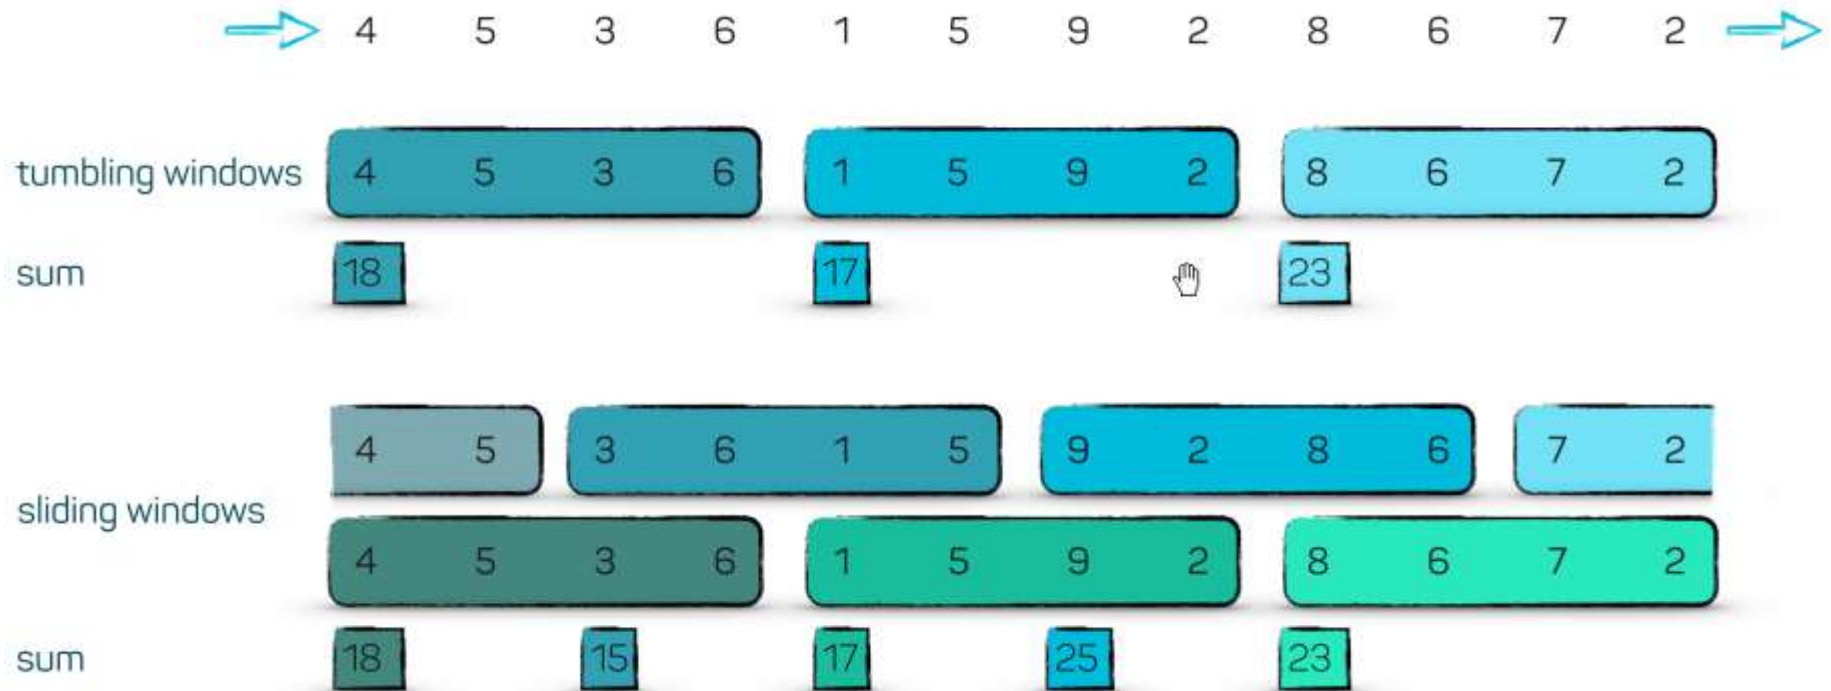 4 5 3 6 1 5 9 2 8 6 7 2
tumbling windows 4 5 3 6 1 5 9 2 8 6 7 2
sum 18 17 23
4 5 3 6 1 5 9 2 8 6 7 2
sliding windows
4 5 3 6 1 5 9 2 8 6 7 2
sum 18 15 17 25 23